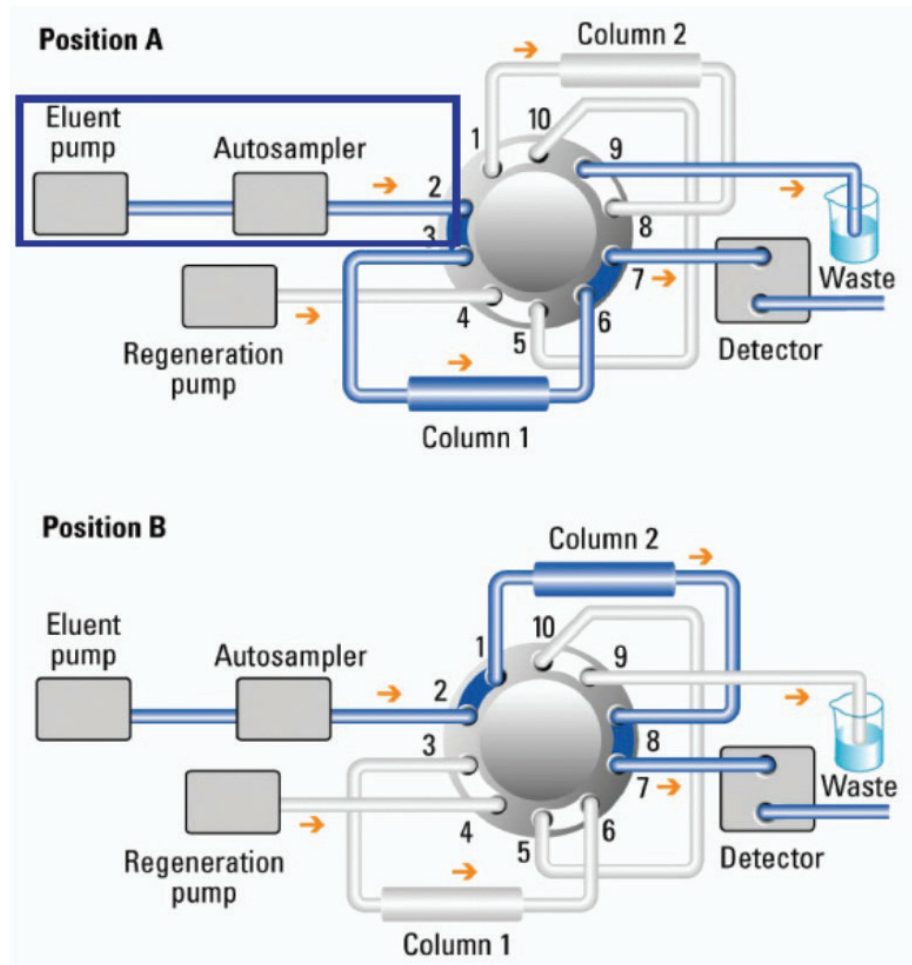 Position A
Column 2
Eluent
pump
Autosampler
1
10
9
2
3
8
7
4
5
6
Waste
Regeneration
pump
Detector
Column 1
Position B
Column 2
Eluent
pump
Autosampler
1
10
9
2
3
8
7
4
5
6
Waste
Regeneration
pump
Detector
Column 1